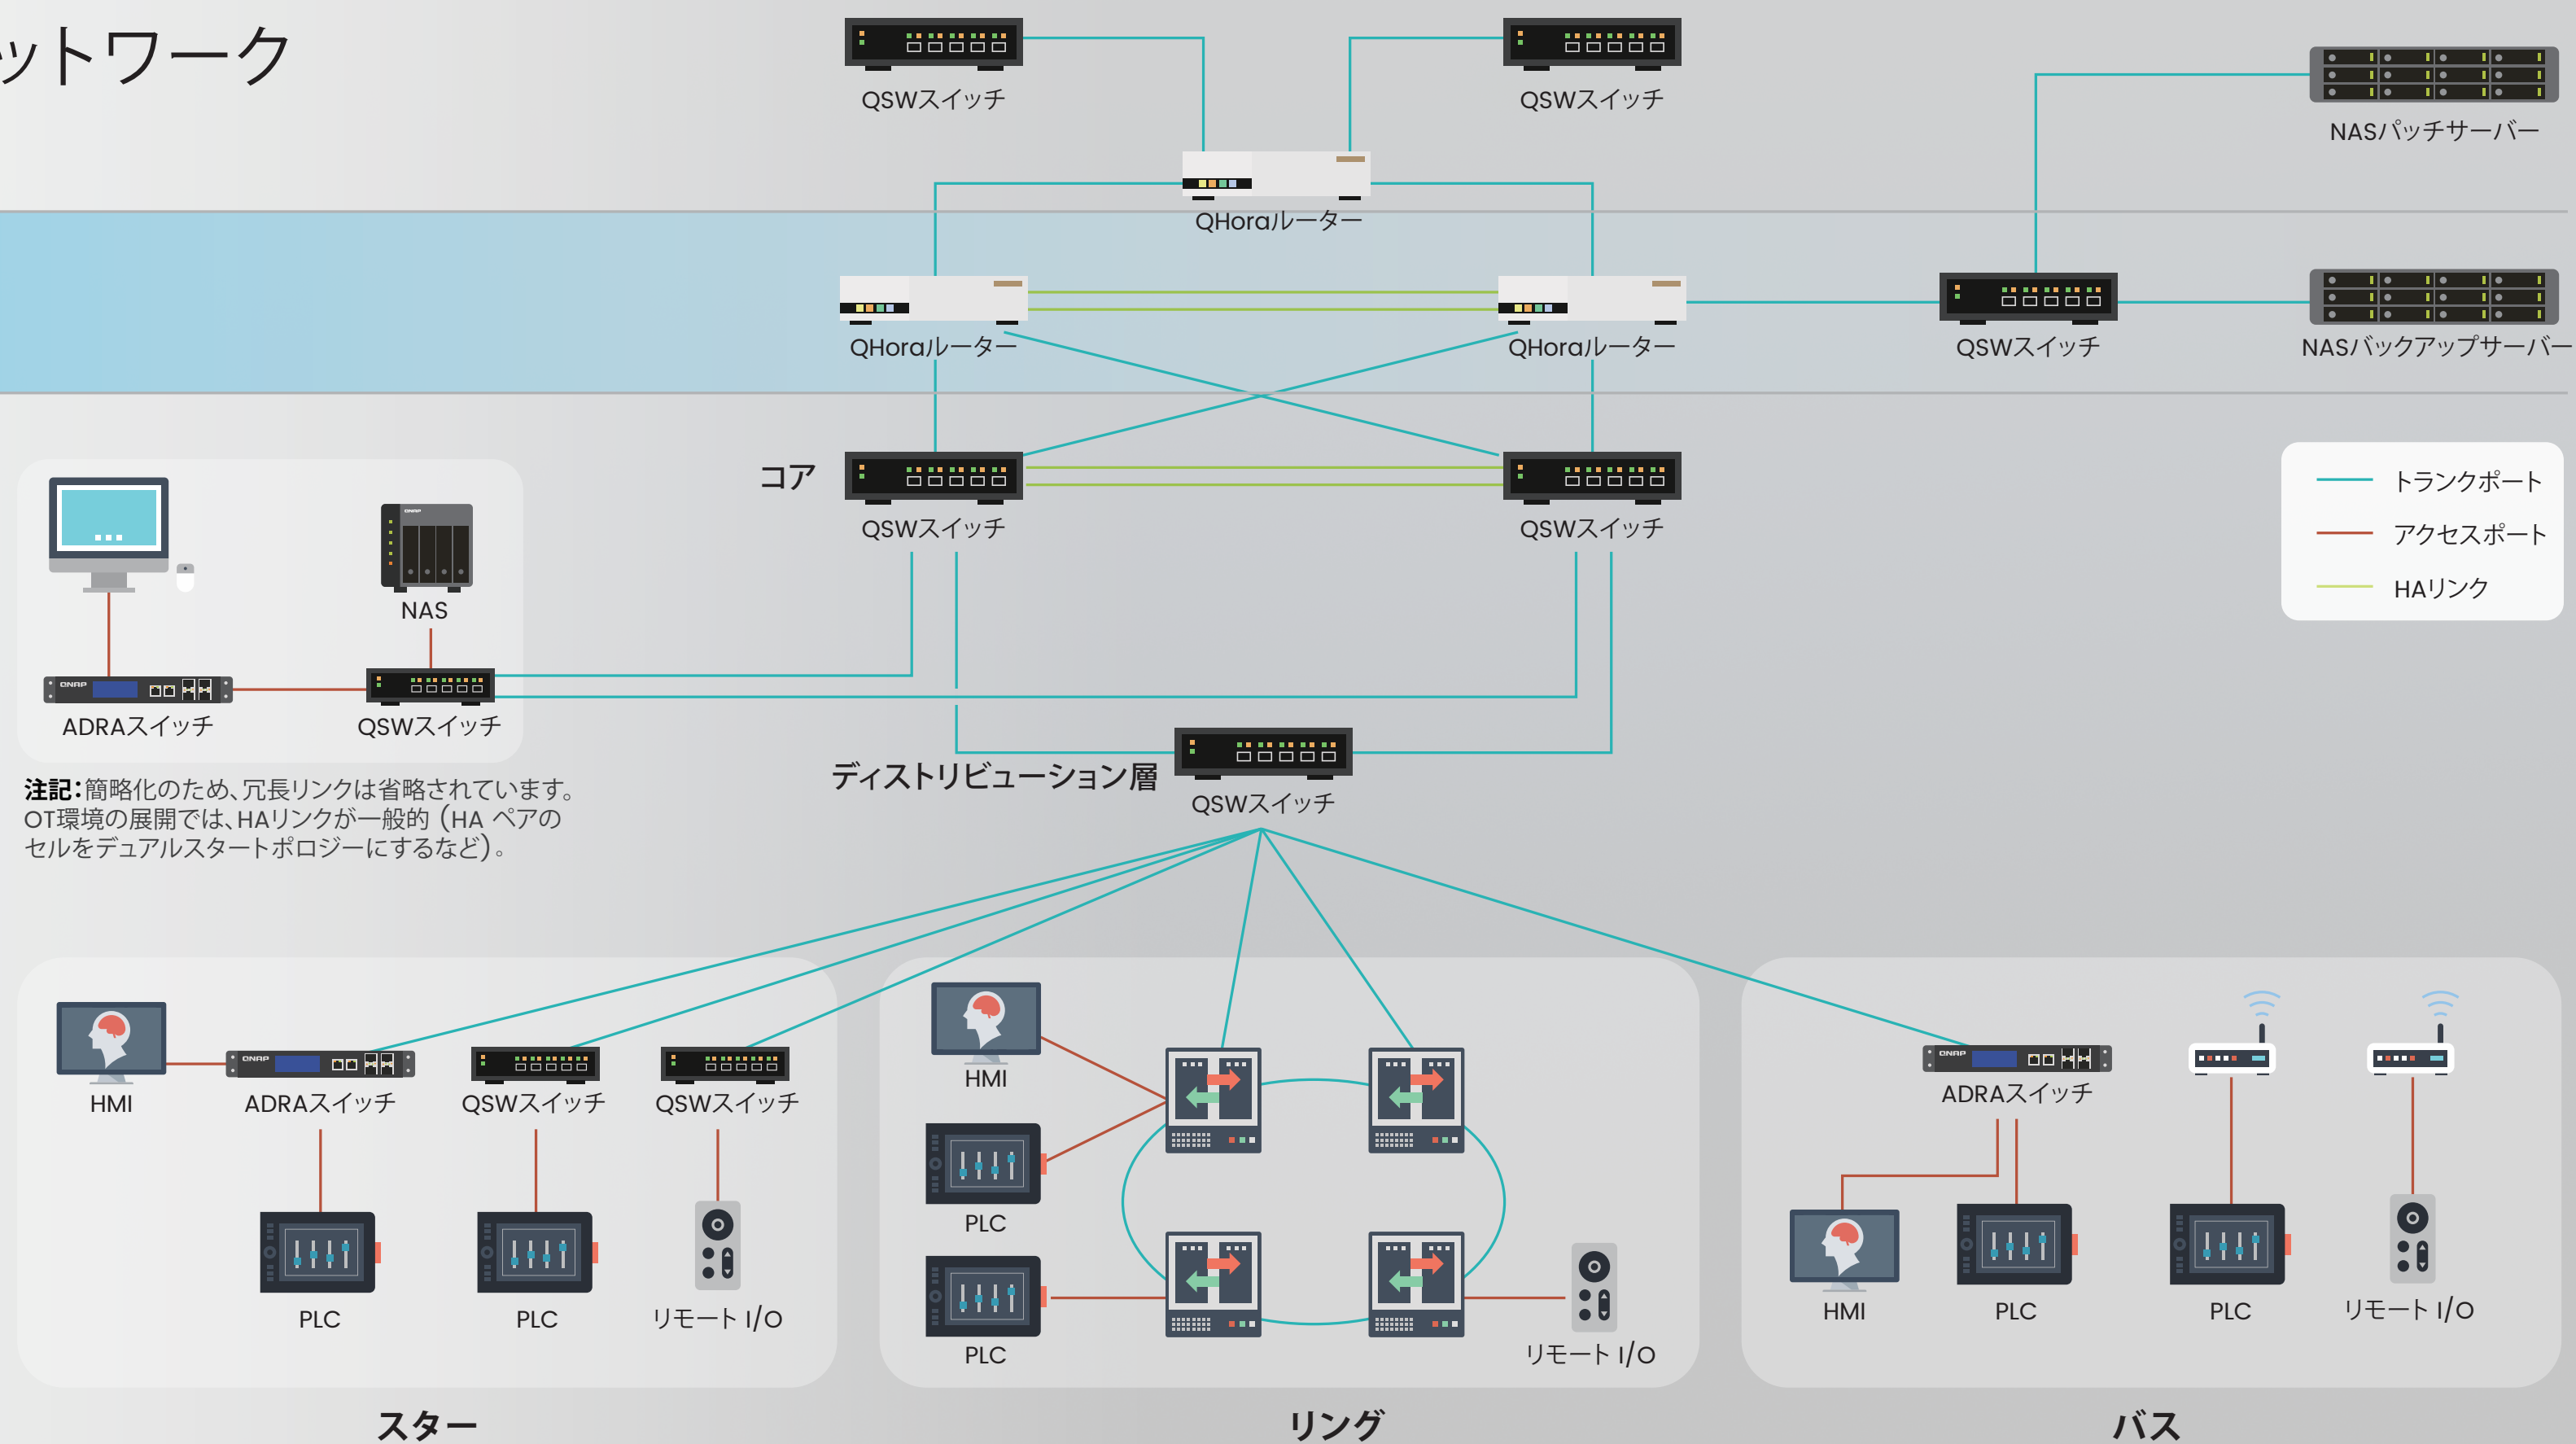 ットワーク
QSWスイッチ
QSWスイッチ
NASパッチサーバー
QHoraルーター
QHoraルーター
QHoraルーター
QSWスイッチ
NASバックアップサーバー
コア
QSWスイッチ
QSWスイッチ
トランクポート
アクセスポート
HAリンク
QNAP
NAS
QNAP
ADRAスイッチ
QSWスイッチ
注記：簡略化のため、冗長リンクは省略されています。
OT環境の展開では、HAリンクが一般的（HA ペアの
セルをデュアルスタートポロジーにするなど）。
ディストリビューション層
QSWスイッチ
HMI
QNAP
ADRAスイッチ
QSWスイッチ
QSWスイッチ
PLC
PLC
リモート I/O
スター
HMI
PLC
PLC
リモート I/O
リング
QNAP
ADRAスイッチ
HMI
PLC
PLC
リモート I/O
バス